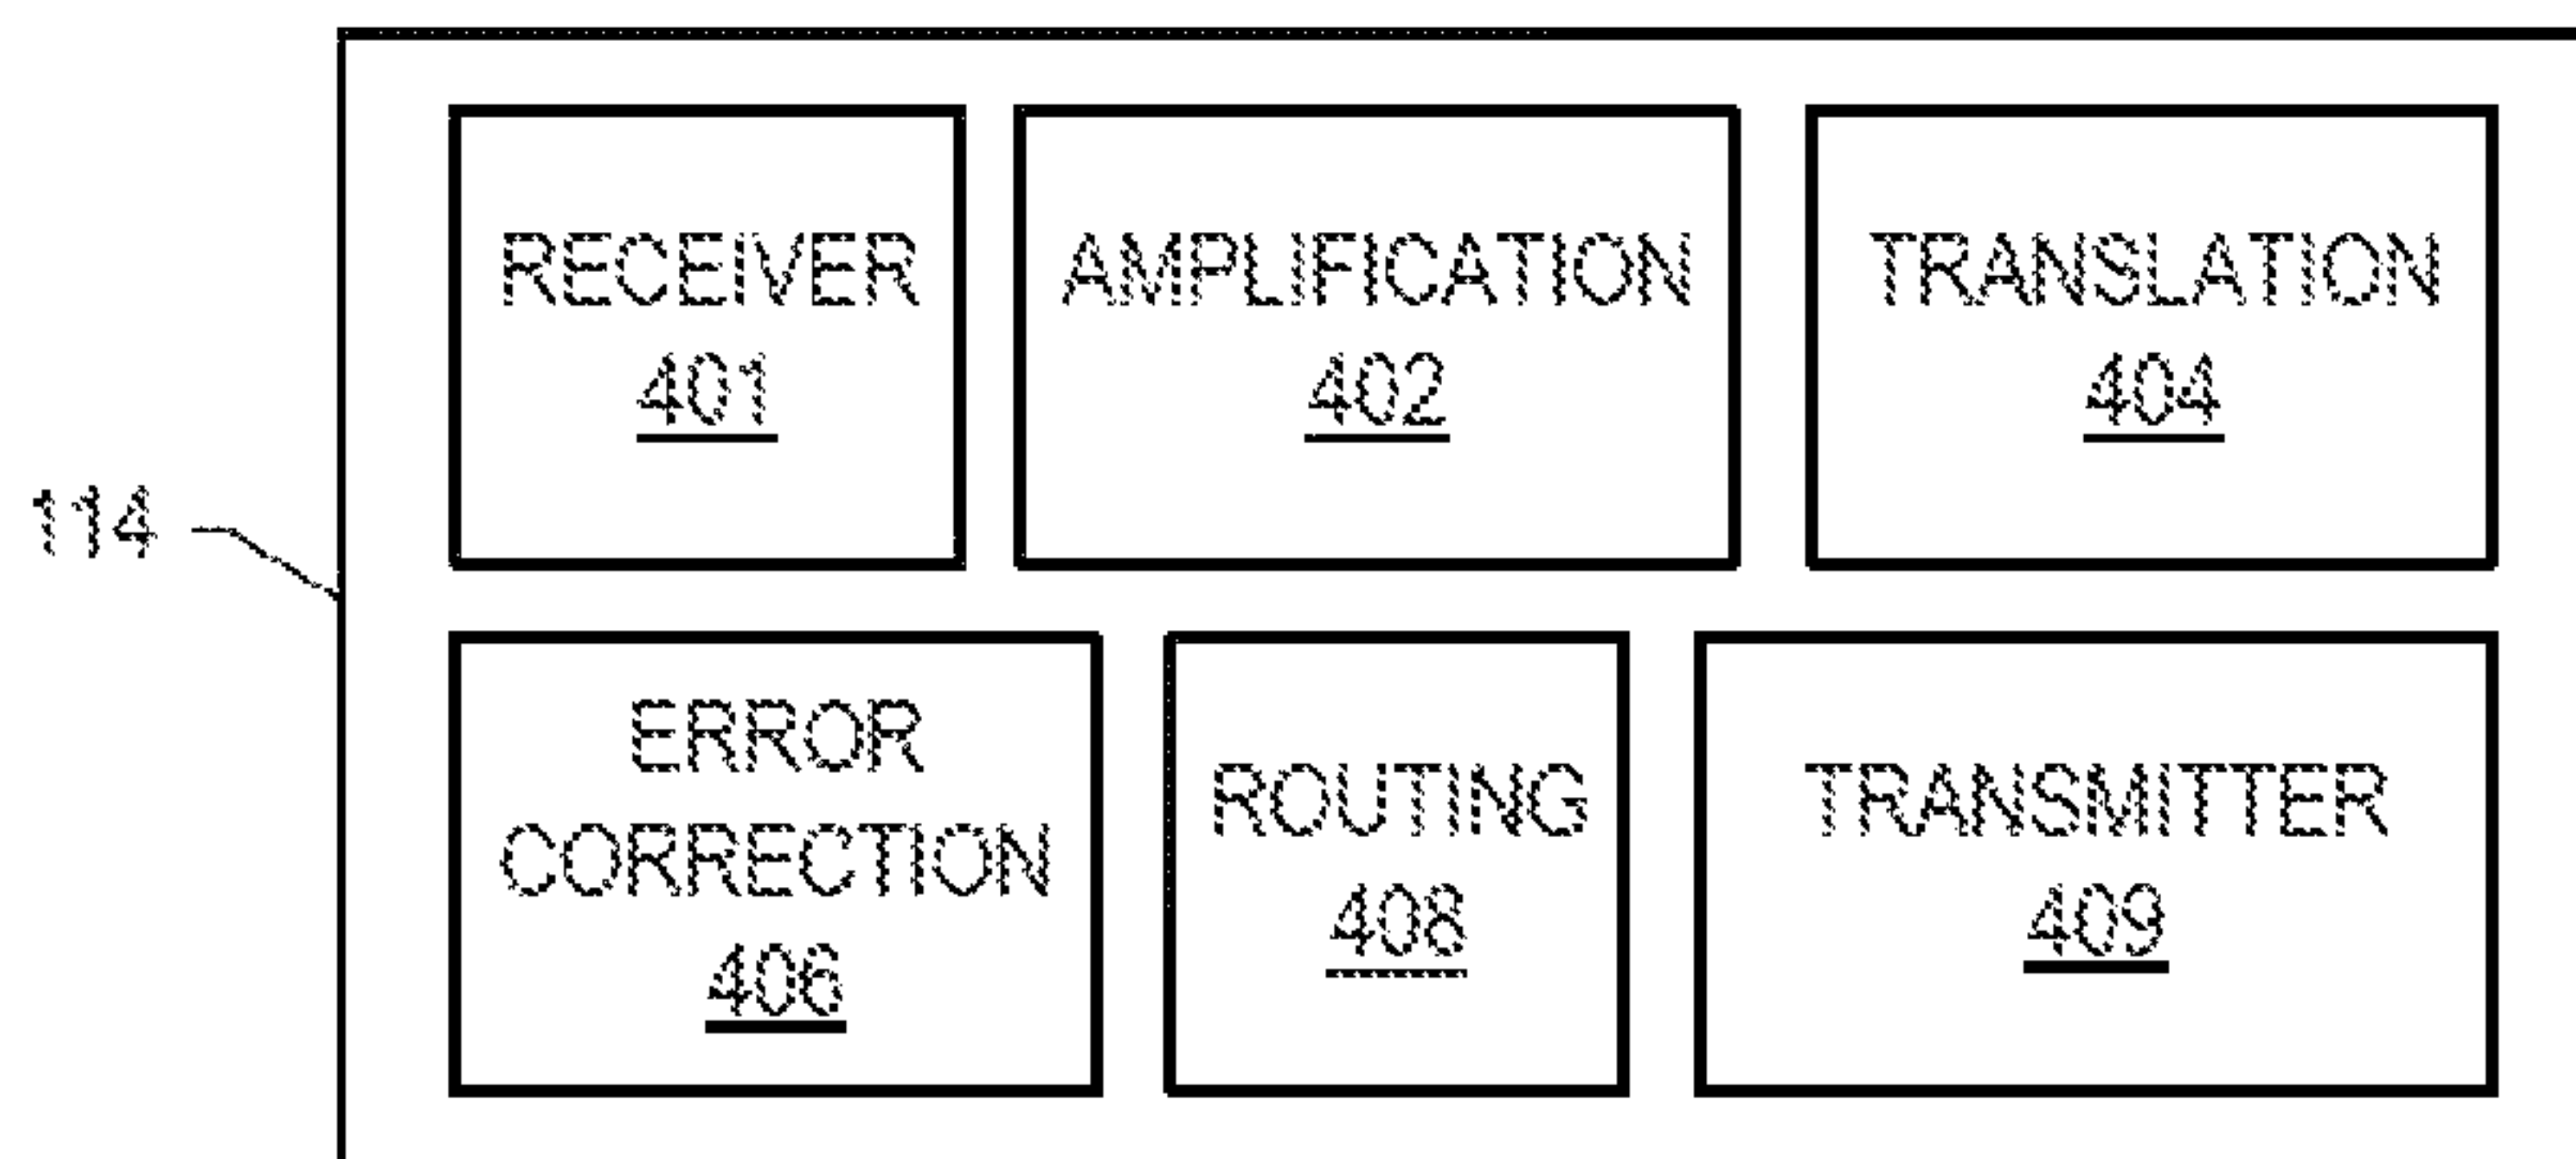 RECEIVER
401
AMPLIFICATION
402
TRANSLATION
404
114
ERROR
CORRECTION
406
ROUTING
408
TRANSMITTER
409